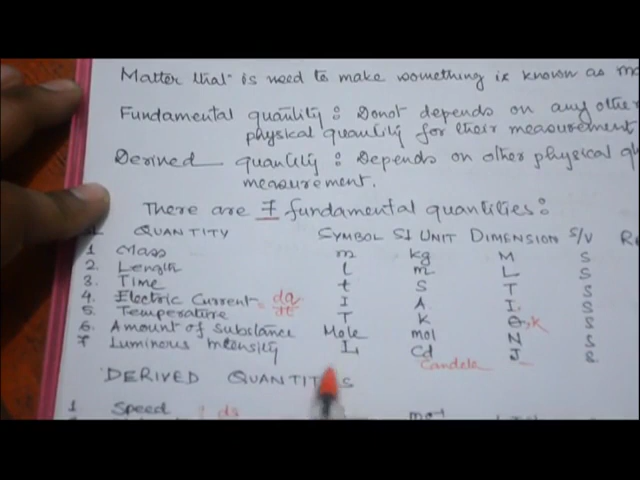 Matter that is need to make something is known as
Fundamental quantity : Donot depends on any other
physical quantity for their measurement
Derived quantity : Depends on other physical
measurement.
There are 7 fundamental quantities :
QUANTITY SYMBOL SI UNIT DIMENSION S/V
1 Mass m kg M S
2. Length l m L S
3. Time t S T S
4. Electric Current = dq/dt I A I S
5. Temperature T K θ, K S
6. Amount of substance Mole mol N S
7 Luminous intensity L Cd J S
Candela
DERIVED QUANTITIES
1 Speed ds